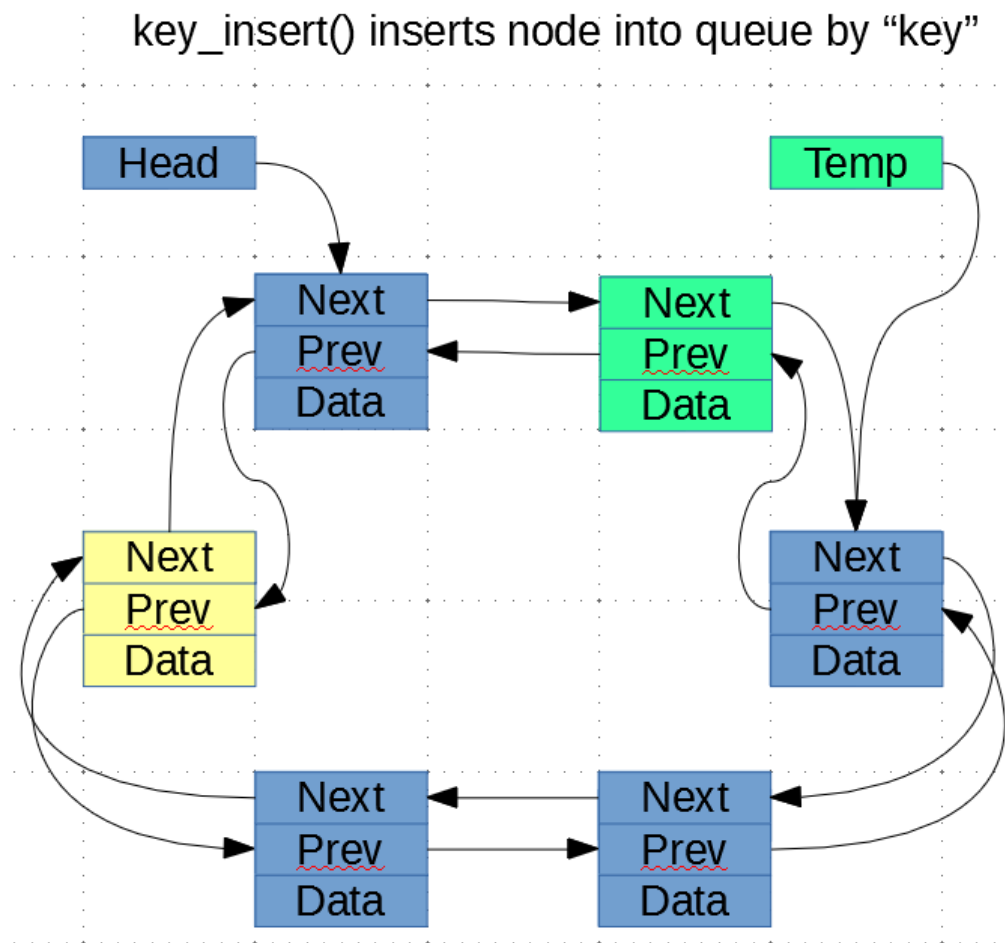 key_insert() inserts node into queue by “key”
Head
Temp
Next
Prev
Data
Next
Prev
Data
Next
Prev
Data
Next
Prev
Data
Next
Prev
Data
Next
Prev
Data